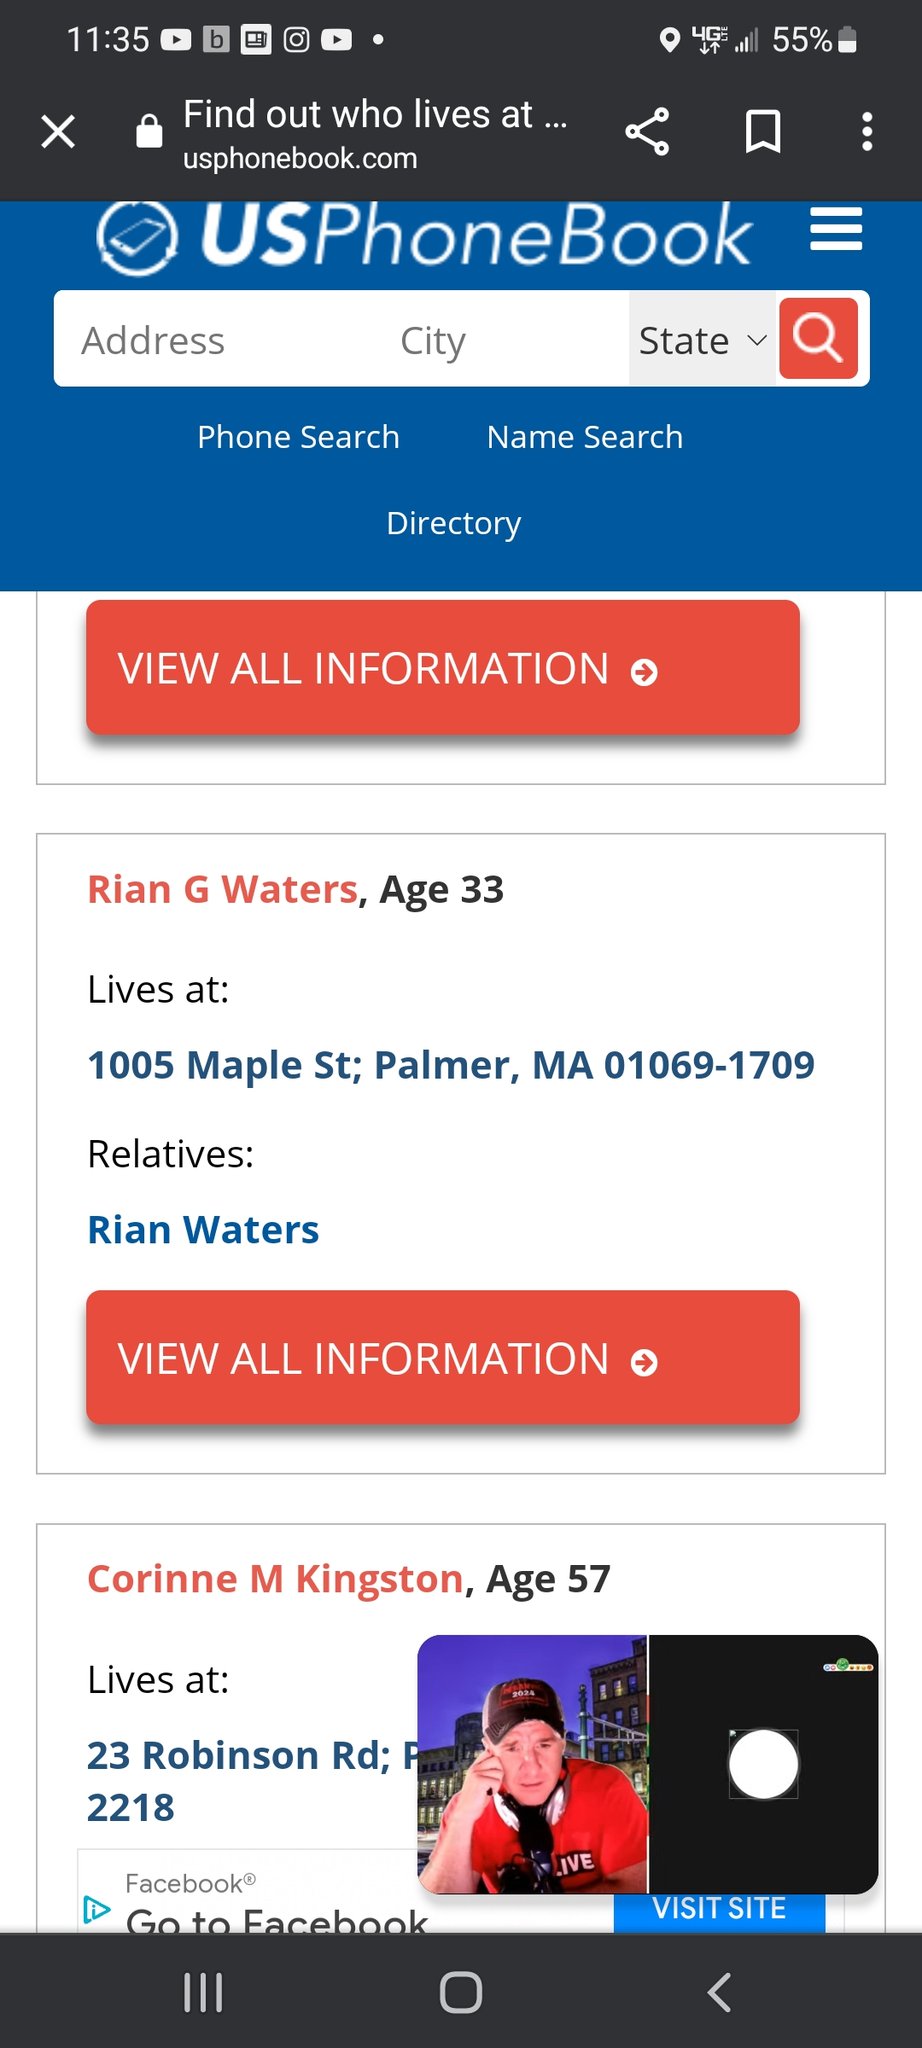 11:35
4G LTE 55%
Find out who lives at ...
usphonebook.com
USPhoneBook
Address City State
Phone Search Name Search
Directory
VIEW ALL INFORMATION
Rian G Waters, Age 33
Lives at:
1005 Maple St; Palmer, MA 01069-1709
Relatives:
Rian Waters
VIEW ALL INFORMATION
Corinne M Kingston, Age 57
Lives at:
23 Robinson Rd; P
2218
2024
LIVE
Facebook®
Go to Facebook
VISIT SITE